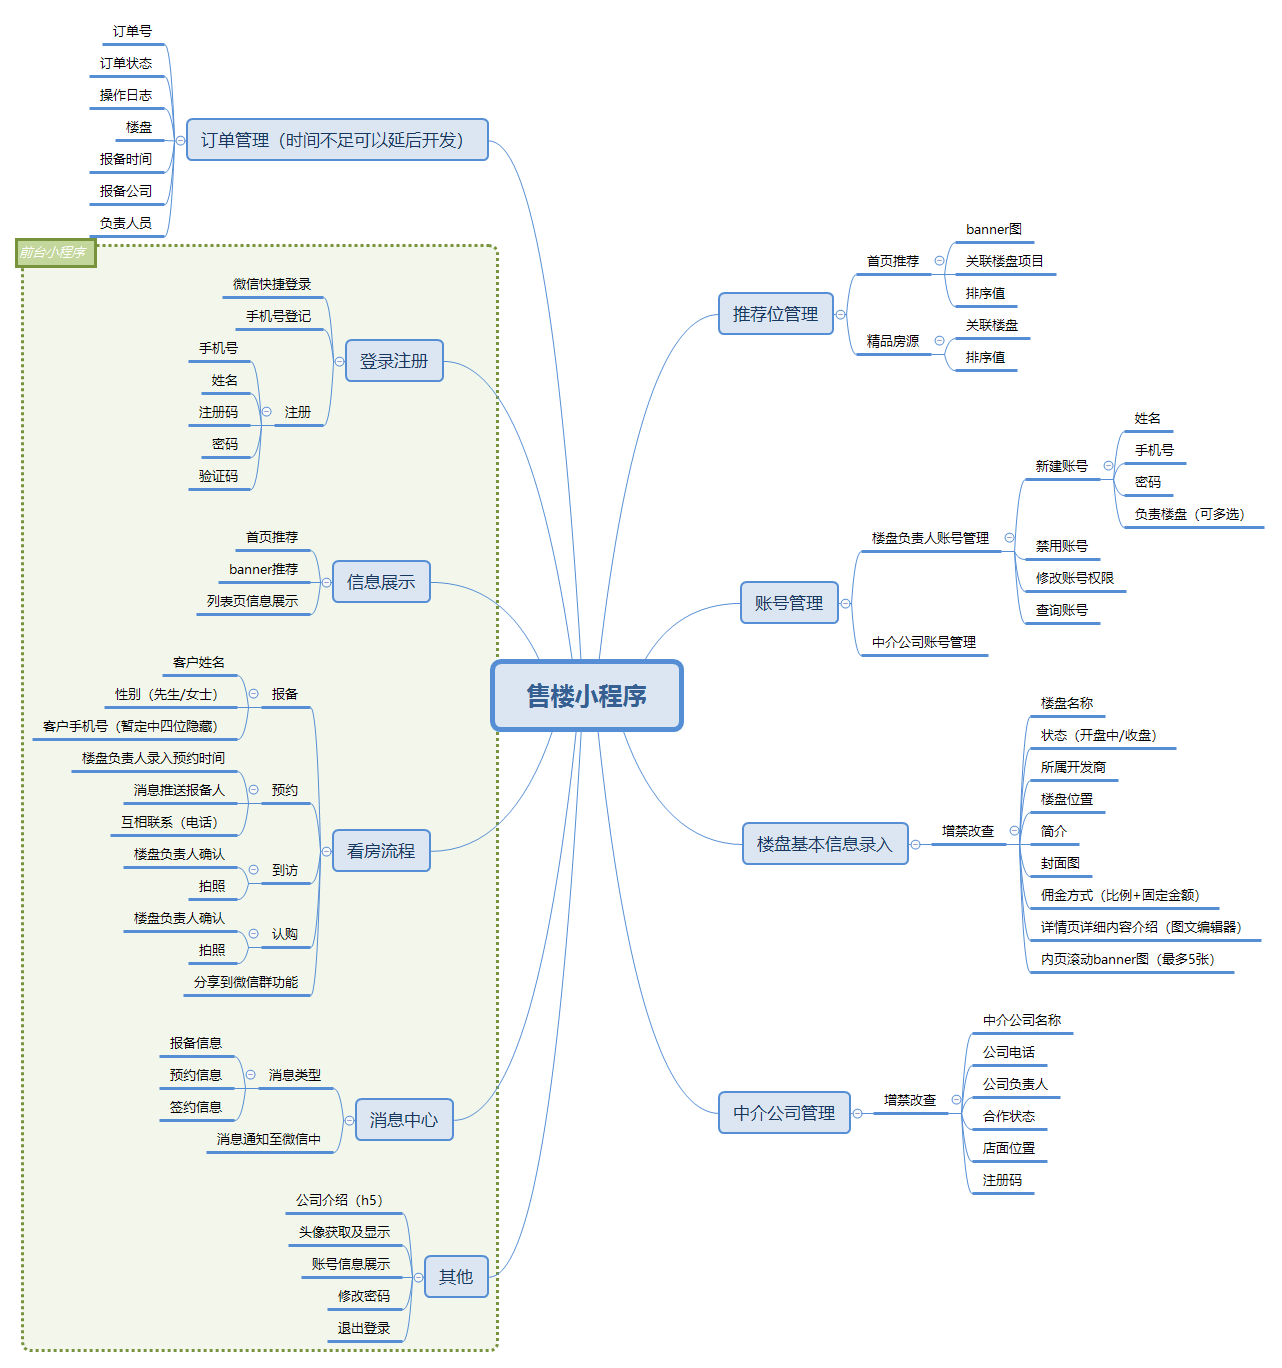 订单号
订单状态
操作日志
楼盘
报备时间
报备公司
负责人员
订单管理（时间不足可以延后开发）
前台小程序
微信快捷登录
手机号登记
手机号
姓名
注册码
密码
验证码
注册
登录注册
首页推荐
banner推荐
列表页信息展示
信息展示
客户姓名
性别（先生/女士）
客户手机号（暂定中四位隐藏）
报备
楼盘负责人录入预约时间
消息推送报备人
互相联系（电话）
预约
楼盘负责人确认
拍照
到访
楼盘负责人确认
拍照
认购
分享到微信群功能
看房流程
报备信息
预约信息
签约信息
消息类型
消息通知至微信中
消息中心
公司介绍（h5）
头像获取及显示
账号信息展示
修改密码
退出登录
其他
售楼小程序
推荐位管理
首页推荐
banner图
关联楼盘项目
排序值
精品房源
关联楼盘
排序值
账号管理
楼盘负责人账号管理
新建账号
姓名
手机号
密码
负责楼盘（可多选）
禁用账号
修改账号权限
查询账号
中介公司账号管理
楼盘基本信息录入
增禁改查
楼盘名称
状态（开盘中/收盘）
所属开发商
楼盘位置
简介
封面图
佣金方式（比例+固定金额）
详情页详细内容介绍（图文编辑器）
内页滚动banner图（最多5张）
中介公司管理
增禁改查
中介公司名称
公司电话
公司负责人
合作状态
店面位置
注册码